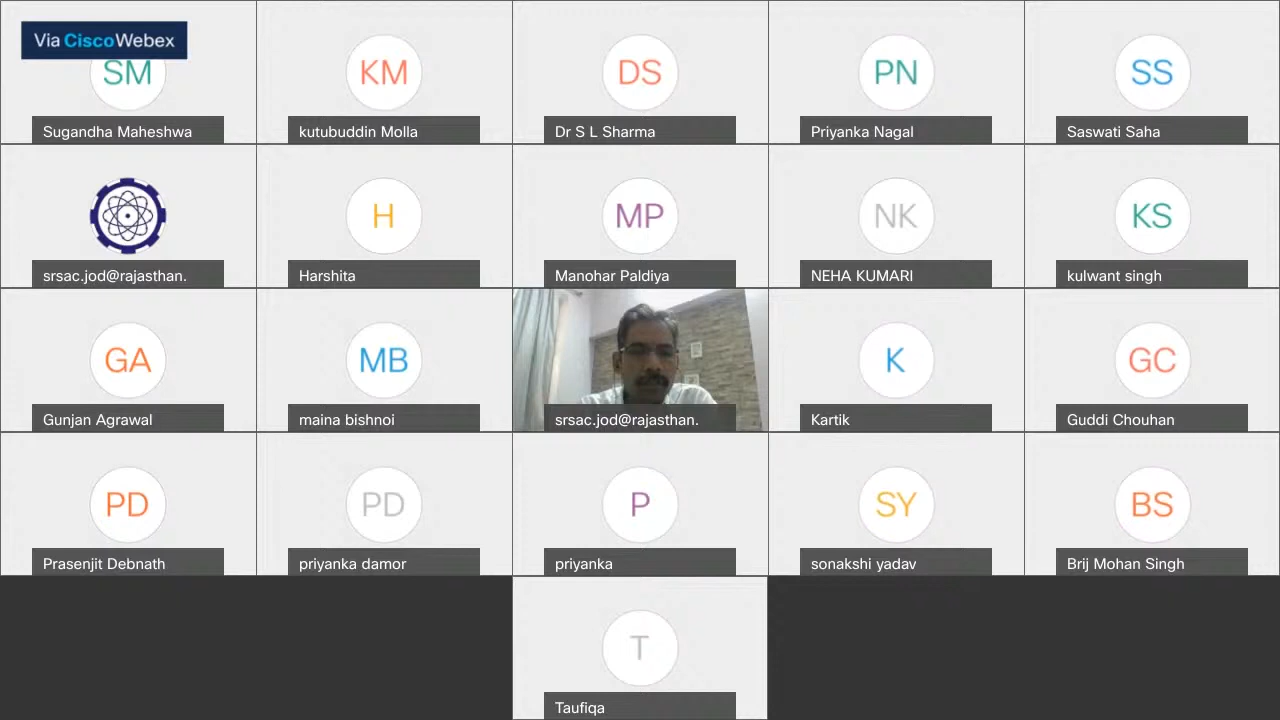 Via CiscoWebex
SM
KM
DS
PN
SS
Sugandha Maheshwa
kutubuddin Molla
Dr S L Sharma
Priyanka Nagal
Saswati Saha
H
MP
NK
KS
srsac.jod@rajasthan.
Harshita
Manohar Paldiya
NEHA KUMARI
kulwant singh
GA
MB
K
GC
Gunjan Agrawal
maina bishnoi
srsac.jod@rajasthan.
Kartik
Guddi Chouhan
PD
PD
P
SY
BS
Prasenjit Debnath
priyanka damor
priyanka
sonakshi yadav
Brij Mohan Singh
T
Taufiqa